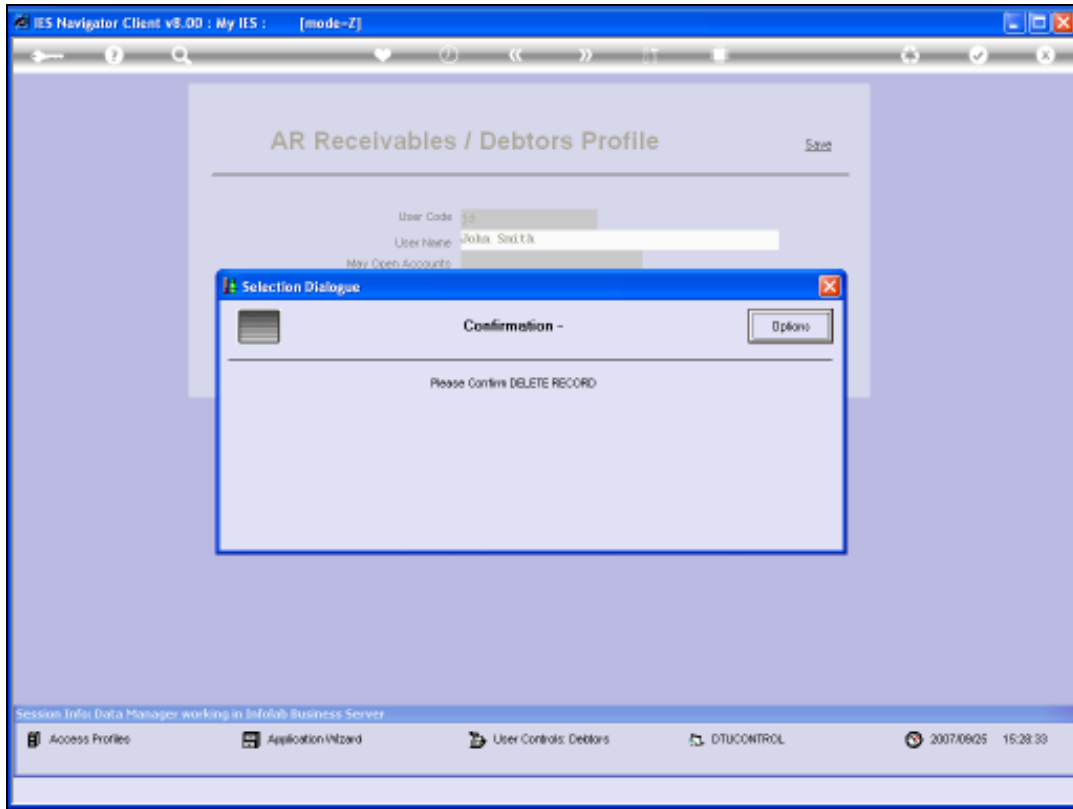 IES Navigator Client v8.00 : My IES : [mode=Z]
AR Receivables / Debtors Profile
Save
User Code js
User Name John Smith
May Open Accounts
Selection Dialogue
Confirmation -
Options
Please Confirm DELETE RECORD
Session Info: Data Manager working in Infolab Business Server
Access Profiles Application Wizard User Controls: Debtors DTUCONTROL 2007/09/25 15:28:33